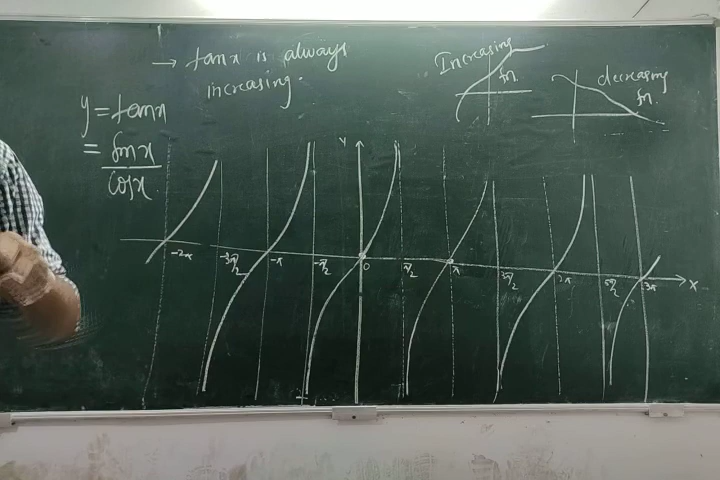 → tanx is always
increasing.
Increasing
fn.
decreasing
fn.
y = tanx
= sinx
cosx
Y
-2π
-3π/2
-π
-π/2
0
π/2
π
3π/2
2π
5π/2
3π
X